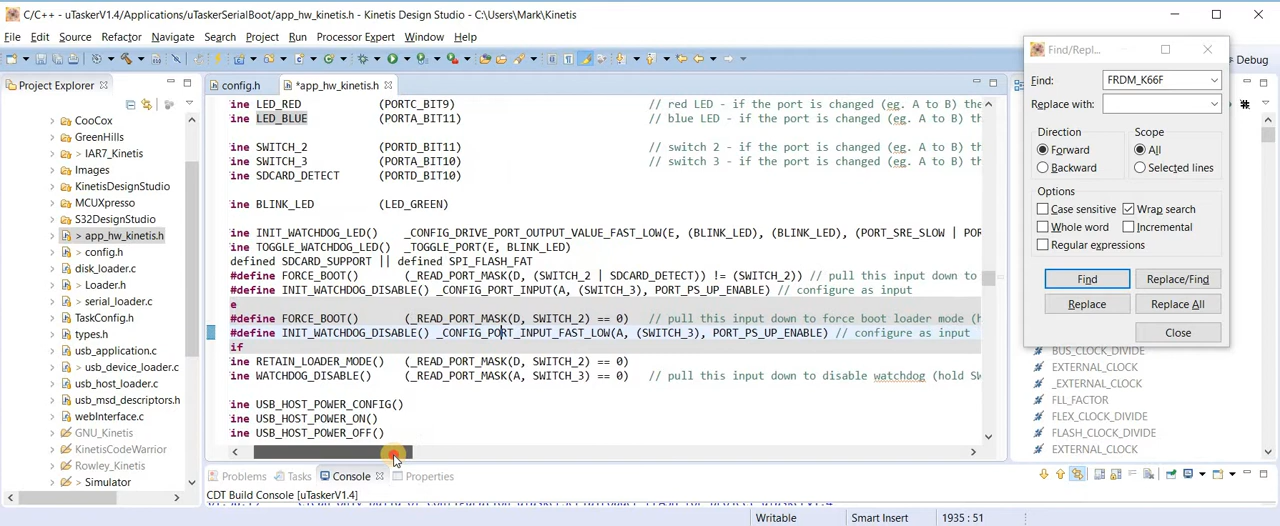 C/C++ - uTaskerV1.4/Applications/uTaskerSerialBoot/app_hw_kinetis.h - Kinetis Design Studio - C:\Users\Mark\Kinetis
File Edit Source Refactor Navigate Search Project Run Processor Expert Window Help
Debug
Project Explorer
CooCox
GreenHills
> IAR7_Kinetis
Images
KinetisDesignStudio
MCUXpresso
S32DesignStudio
> app_hw_kinetis.h
> config.h
disk_loader.c
> Loader.h
> serial_loader.c
> TaskConfig.h
types.h
> usb_application.c
> usb_device_loader.c
> usb_host_loader.c
> usb_msd_descriptors.h
webInterface.c
GNU_Kinetis
KinetisCodeWarrior
Rowley_Kinetis
> Simulator
config.h
*app_hw_kinetis.h
ine LED_RED (PORTC_BIT9) // red LED - if the port is changed (eg. A to B) th
ine LED_BLUE (PORTA_BIT11) // blue LED - if the port is changed (eg. A to B) t
ine SWITCH_2 (PORTD_BIT11) // switch 2 - if the port is changed (eg. A to B)
ine SWITCH_3 (PORTA_BIT10) // switch 3 - if the port is changed (eg. A to B)
ine SDCARD_DETECT (PORTD_BIT10)
ine BLINK_LED (LED_GREEN)
ine INIT_WATCHDOG_LED() _CONFIG_DRIVE_PORT_OUTPUT_VALUE_FAST_LOW(E, (BLINK_LED), (BLINK_LED), (PORT_SRE_SLOW | POR
ine TOGGLE_WATCHDOG_LED() _TOGGLE_PORT(E, BLINK_LED)
defined SDCARD_SUPPORT || defined SPI_FLASH_FAT
#define FORCE_BOOT() (_READ_PORT_MASK(D, (SWITCH_2 | SDCARD_DETECT)) != (SWITCH_2)) // pull this input down to
#define INIT_WATCHDOG_DISABLE() _CONFIG_PORT_INPUT(A, (SWITCH_3), PORT_PS_UP_ENABLE) // configure as input
e
#define FORCE_BOOT() (_READ_PORT_MASK(D, SWITCH_2) == 0) // pull this input down to force boot loader mode (h
#define INIT_WATCHDOG_DISABLE() _CONFIG_PORT_INPUT_FAST_LOW(A, (SWITCH_3), PORT_PS_UP_ENABLE) // configure as input
if
ine RETAIN_LOADER_MODE() (_READ_PORT_MASK(D, SWITCH_2) == 0)
ine WATCHDOG_DISABLE() (_READ_PORT_MASK(A, SWITCH_3) == 0) // pull this input down to disable watchdog (hold SW
ine USB_HOST_POWER_CONFIG()
ine USB_HOST_POWER_ON()
ine USB_HOST_POWER_OFF()
Problems Tasks Console Properties
CDT Build Console [uTaskerV1.4]
Find/Repl...
Find: FRDM_K66F
Replace with:
Direction
Forward
Backward
Scope
All
Selected lines
Options
Case sensitive
Wrap search
Whole word
Incremental
Regular expressions
Find
Replace/Find
Replace
Replace All
Close
BUS_CLOCK_DIVIDE
EXTERNAL_CLOCK
_EXTERNAL_CLOCK
FLL_FACTOR
FLEX_CLOCK_DIVIDE
FLASH_CLOCK_DIVIDE
EXTERNAL_CLOCK
Writable Smart Insert 1935 : 51